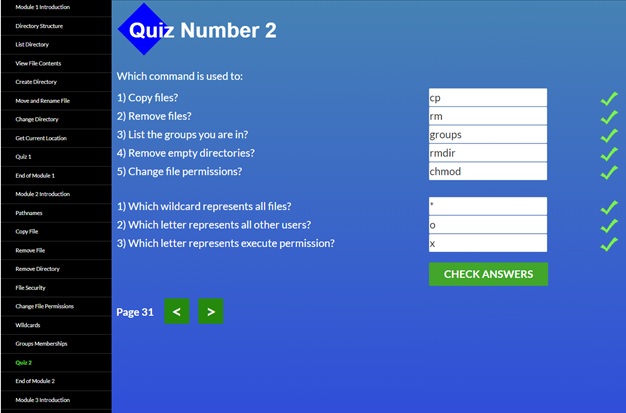 Module 1 Introduction
Directory Structure
List Directory
View File Contents
Create Directory
Move and Rename File
Change Directory
Get Current Location
Quiz 1
End of Module 1
Module 2 Introduction
Pathnames
Copy File
Remove File
Remove Directory
File Security
Change File Permissions
Wildcards
Groups Memberships
Quiz 2
End of Module 2
Module 3 Introduction
Quiz Number 2
Which command is used to:
1) Copy files? cp
2) Remove files? rm
3) List the groups you are in? groups
4) Remove empty directories? rmdir
5) Change file permissions? chmod
1) Which wildcard represents all files? *
2) Which letter represents all other users? o
3) Which letter represents execute permission? x
CHECK ANSWERS
Page 31 < >